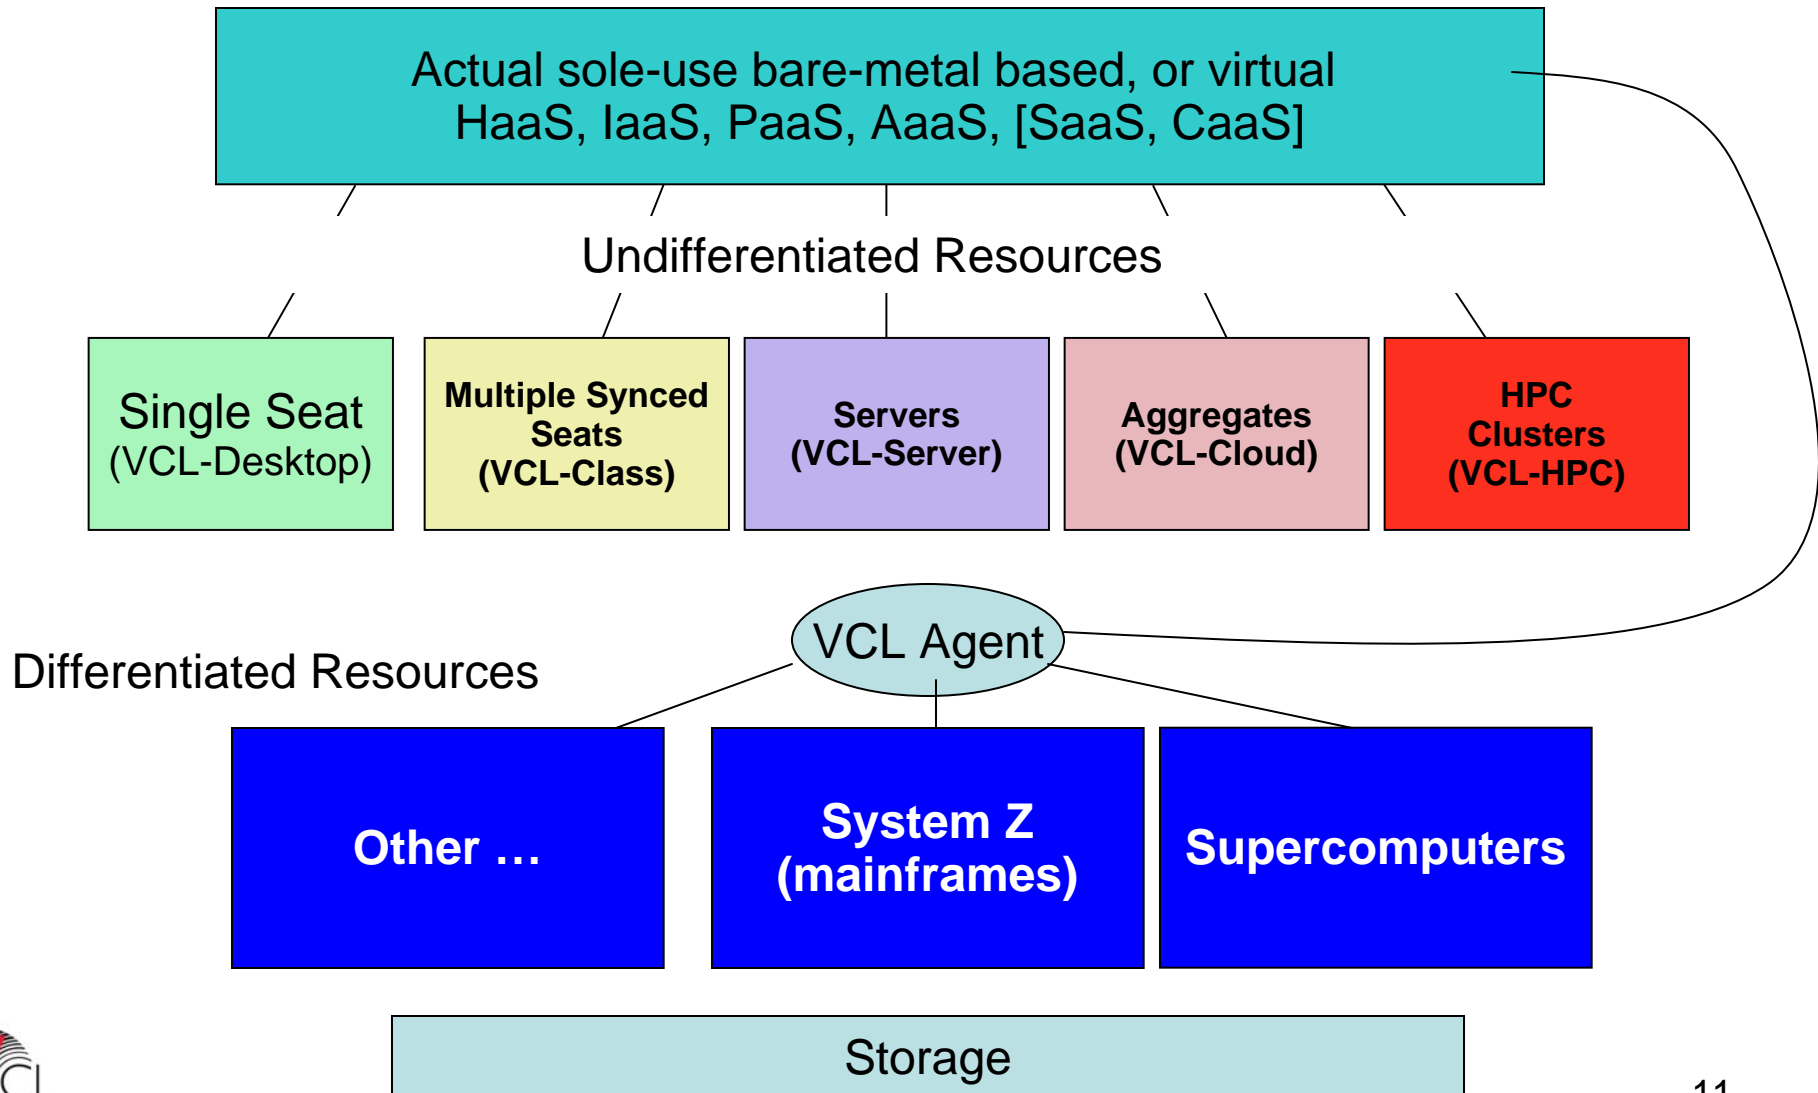 Actual sole-use bare-metal based, or virtual
HaaS, IaaS, PaaS, AaaS, [SaaS, CaaS]
Undifferentiated Resources
Single Seat
(VCL-Desktop)
Multiple Synced
Seats
(VCL-Class)
Servers
(VCL-Server)
Aggregates
(VCL-Cloud)
HPC
Clusters
(VCL-HPC)
VCL Agent
Differentiated Resources
Other …
System Z
(mainframes)
Supercomputers
Storage
11